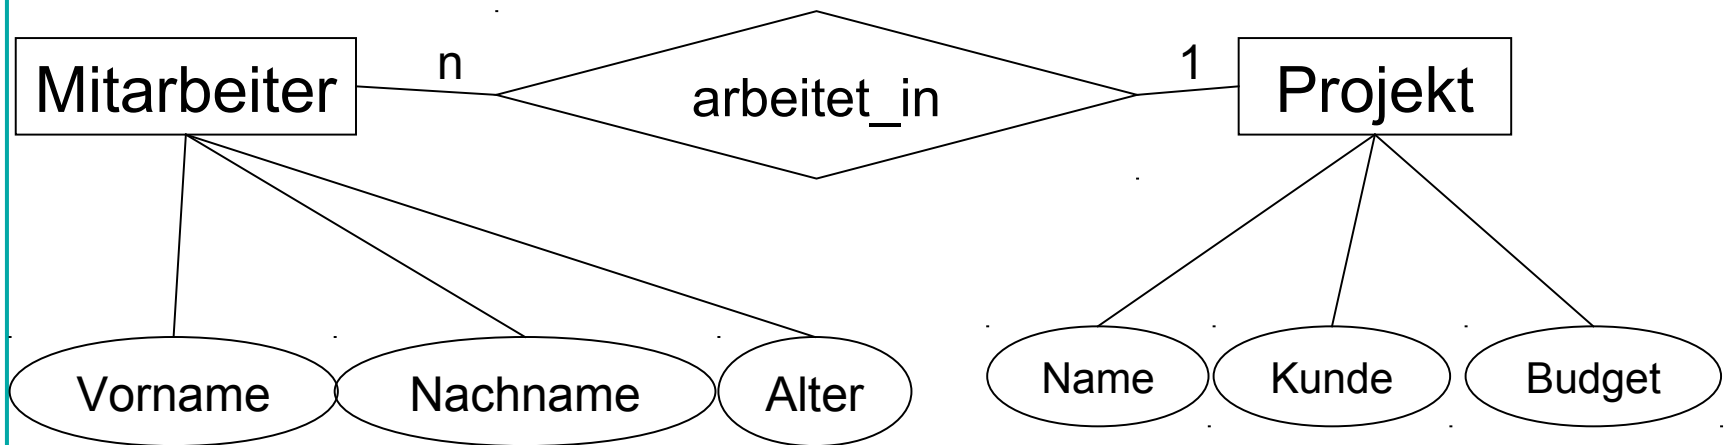 Mitarbeiter
n
arbeitet_in
1
Projekt
Vorname
Nachname
Alter
Name
Kunde
Budget